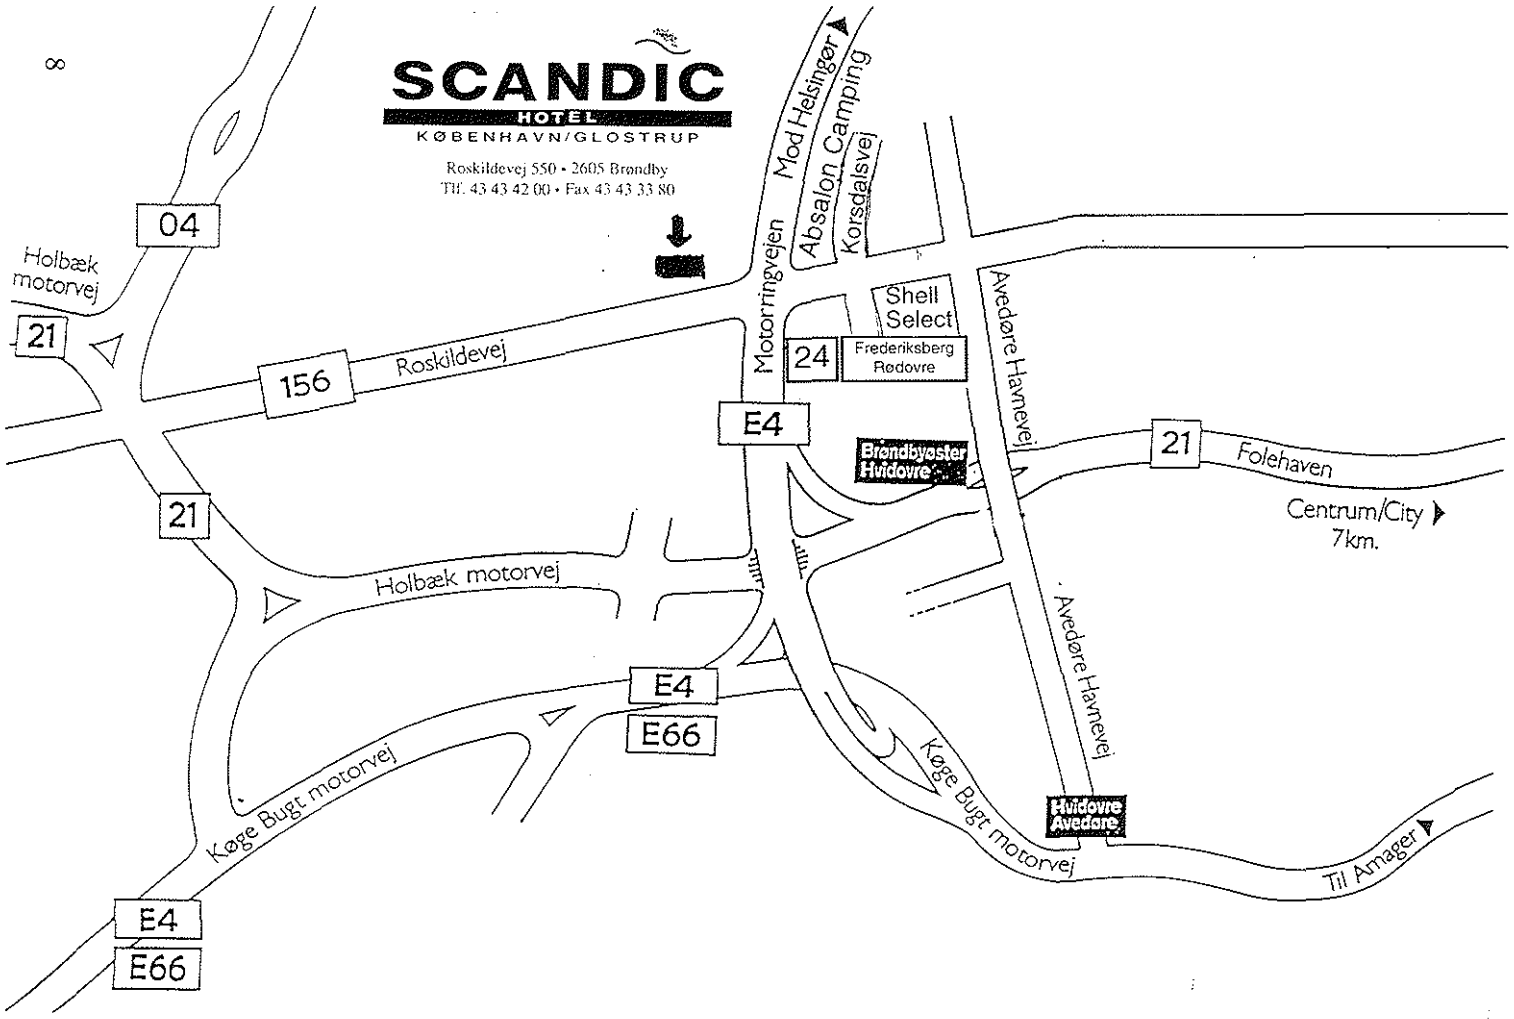 ∞
SCANDIC
HOTEL
KØBENHAVN/GLOSTRUP
Roskildevej 550 • 2605 Brøndby
Tlf. 43 43 42 00 • Fax 43 43 33 80
Mod Helsingør
Absalon Camping
Korsdalsvej
04
Holbæk
motorvej
21
Motorringvejen
Shell
Select
Avedøre Havnevej
24
Frederiksberg
Rødovre
156
Roskildevej
E4
Brøndbyøster
Hvidovre
21
Folehaven
Centrum/City
7km.
21
Holbæk motorvej
Avedøre Havnevej
E4
E66
Køge Bugt motorvej
Køge Bugt motorvej
Hvidovre
Avedøre
Til Amager
E4
E66